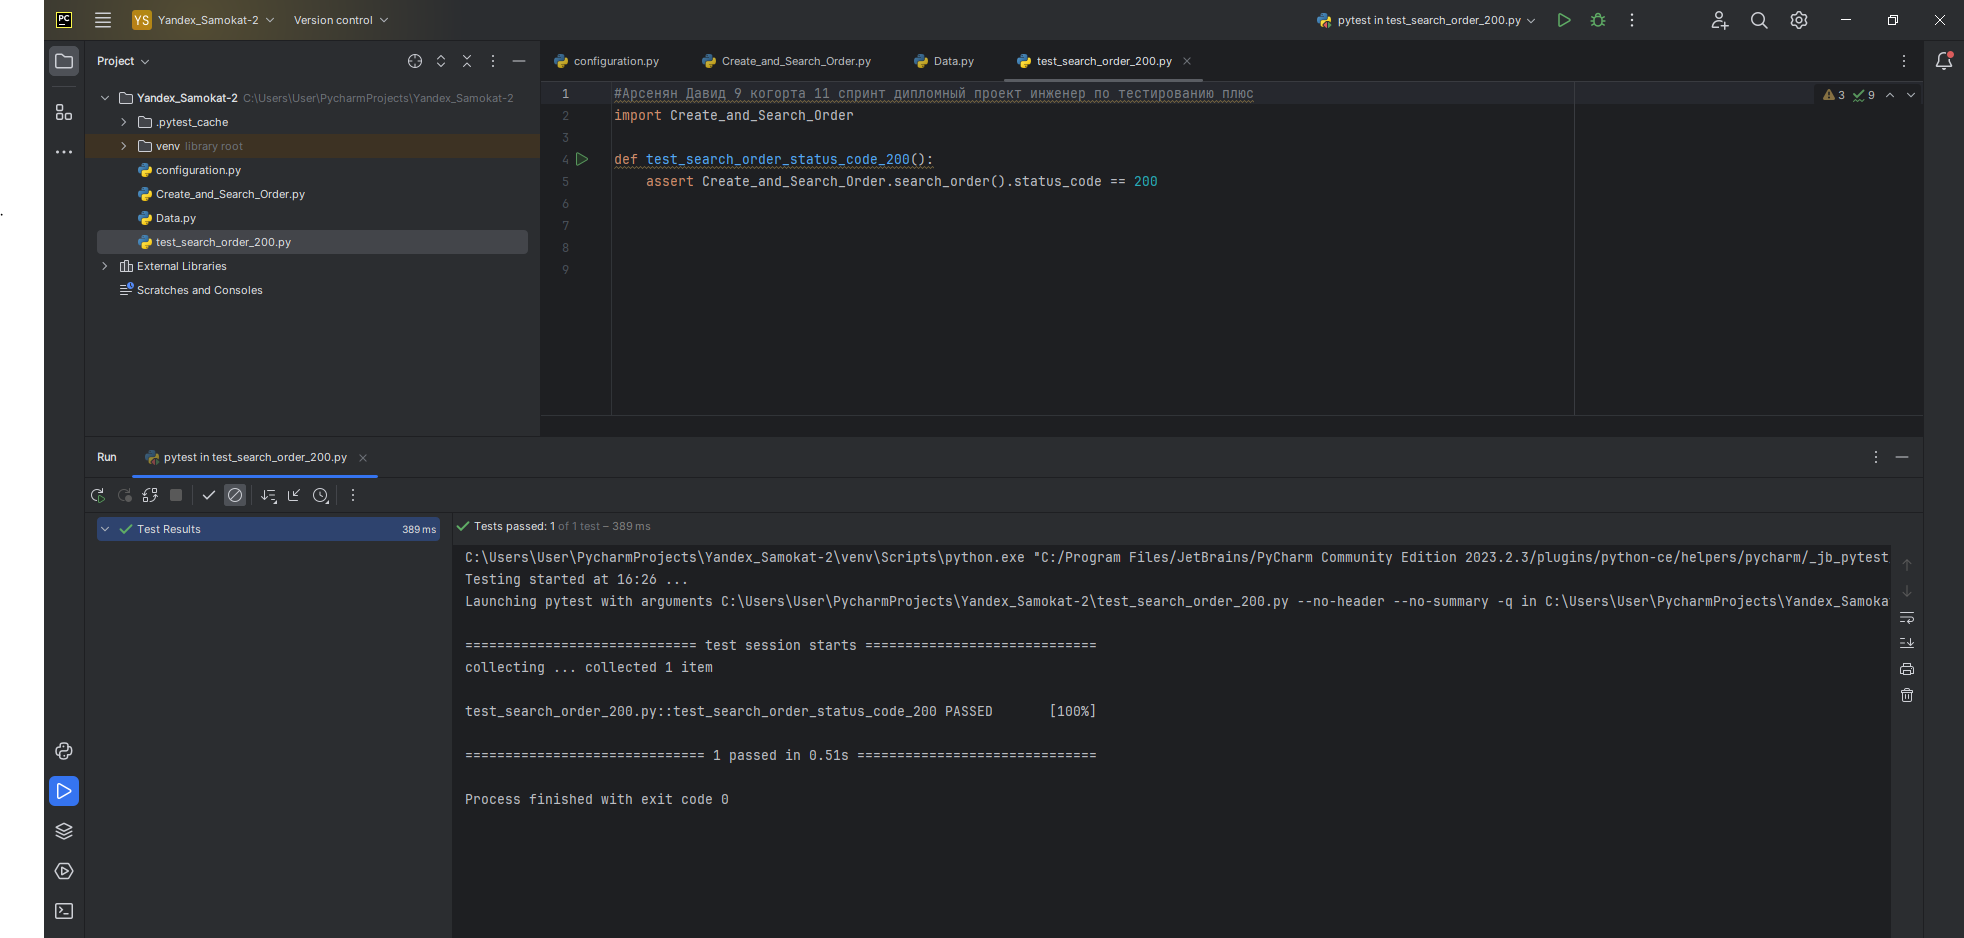 PC YS Yandex_Samokat-2 Version control pytest in test_search_order_200.py
Project
configuration.py Create_and_Search_Order.py Data.py test_search_order_200.py
Yandex_Samokat-2 C:\Users\User\PycharmProjects\Yandex_Samokat-2
.pytest_cache
venv library root
configuration.py
Create_and_Search_Order.py
Data.py
test_search_order_200.py
External Libraries
Scratches and Consoles
1 #Арсенян Давид 9 когорта 11 спринт дипломный проект инженер по тестированию плюс 3 9
2 import Create_and_Search_Order
3
4 def test_search_order_status_code_200():
5 assert Create_and_Search_Order.search_order().status_code == 200
6
7
8
9
Run pytest in test_search_order_200.py
Test Results 389 ms
Tests passed: 1 of 1 test – 389 ms
C:\Users\User\PycharmProjects\Yandex_Samokat-2\venv\Scripts\python.exe "C:/Program Files/JetBrains/PyCharm Community Edition 2023.2.3/plugins/python-ce/helpers/pycharm/_jb_pytest
Testing started at 16:26 ...
Launching pytest with arguments C:\Users\User\PycharmProjects\Yandex_Samokat-2\test_search_order_200.py --no-header --no-summary -q in C:\Users\User\PycharmProjects\Yandex_Samoka
============================= test session starts =============================
collecting ... collected 1 item
test_search_order_200.py::test_search_order_status_code_200 PASSED [100%]
============================== 1 passed in 0.51s ==============================
Process finished with exit code 0